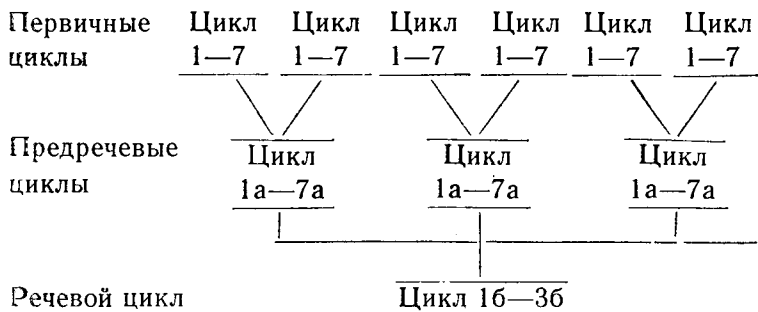 Первичные Цикл Цикл Цикл Цикл Цикл Цикл
циклы 1—7 1—7 1—7 1—7 1—7 1—7
Предречевые Цикл Цикл Цикл
циклы 1а—7а 1а—7а 1а—7а
Речевой цикл Цикл 1б—3б